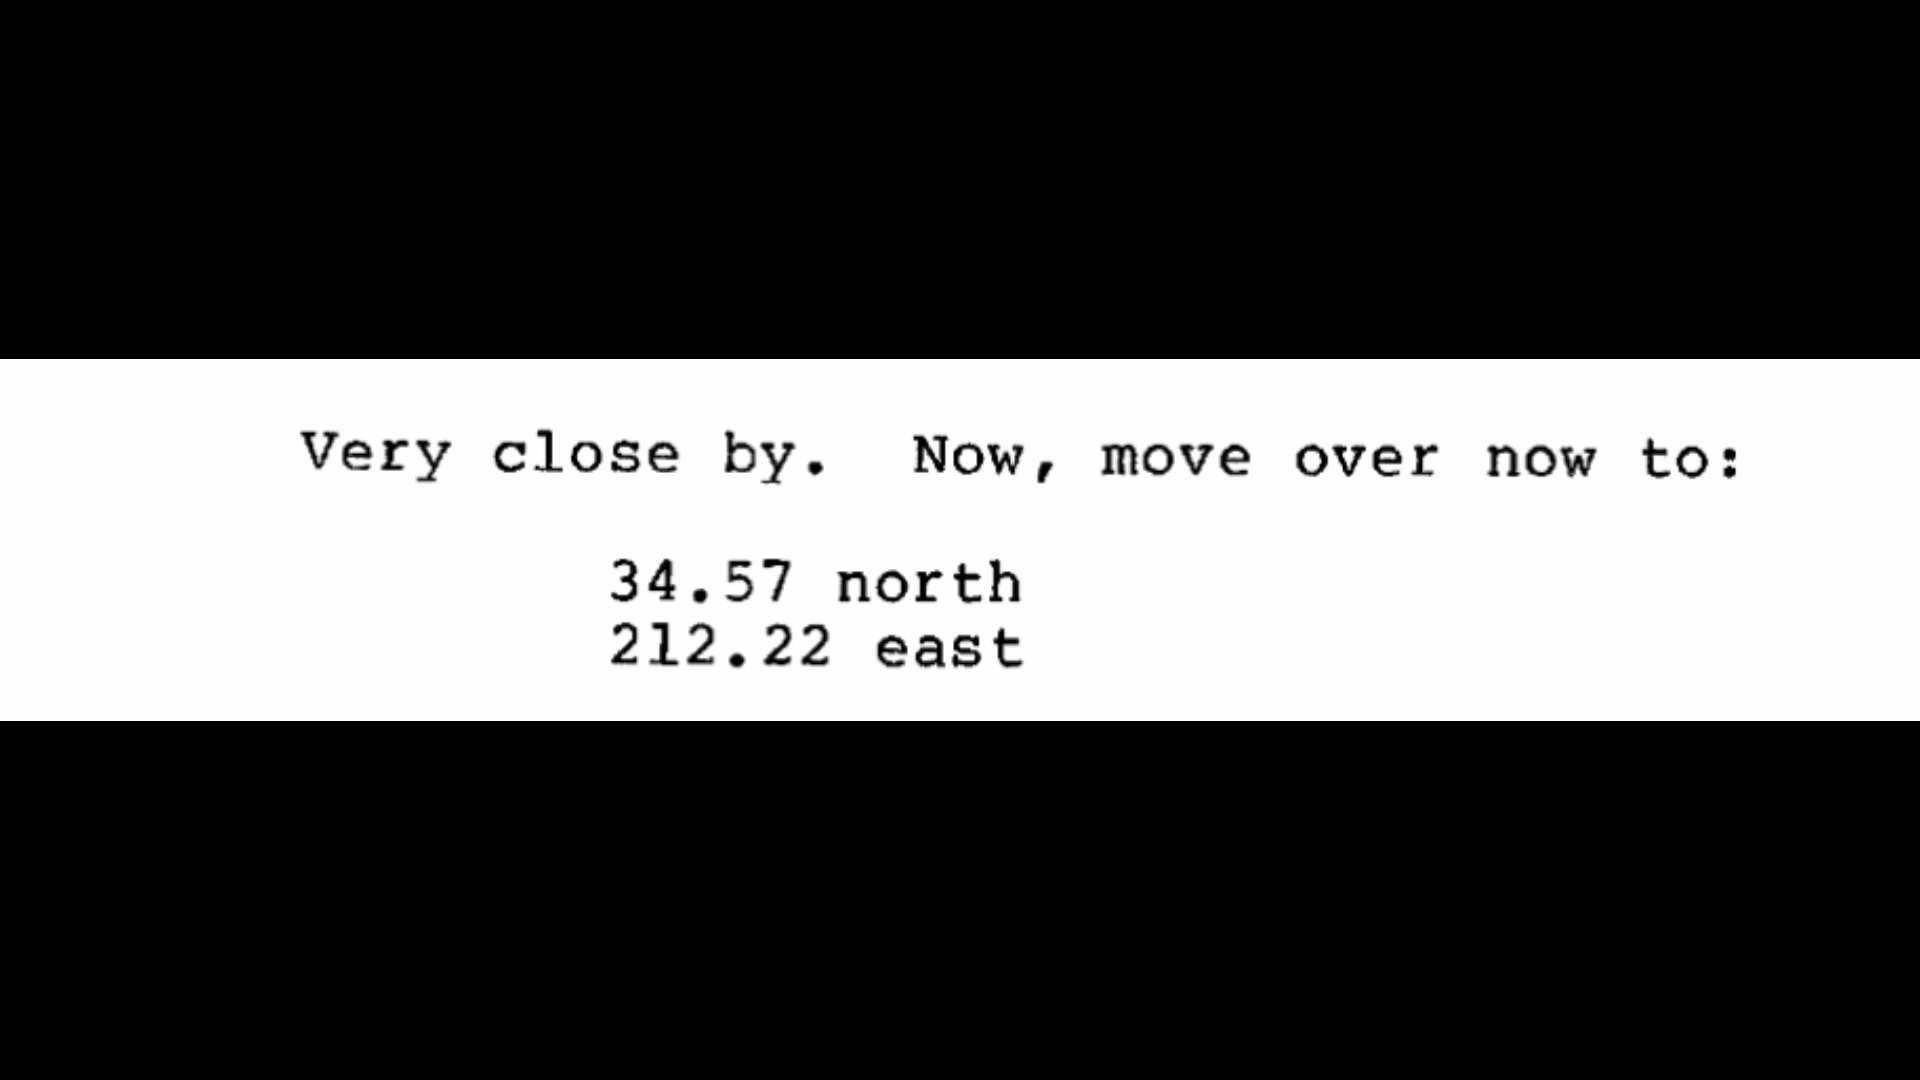 Very close by.  Now, move over now to:
34.57 north
212.22 east